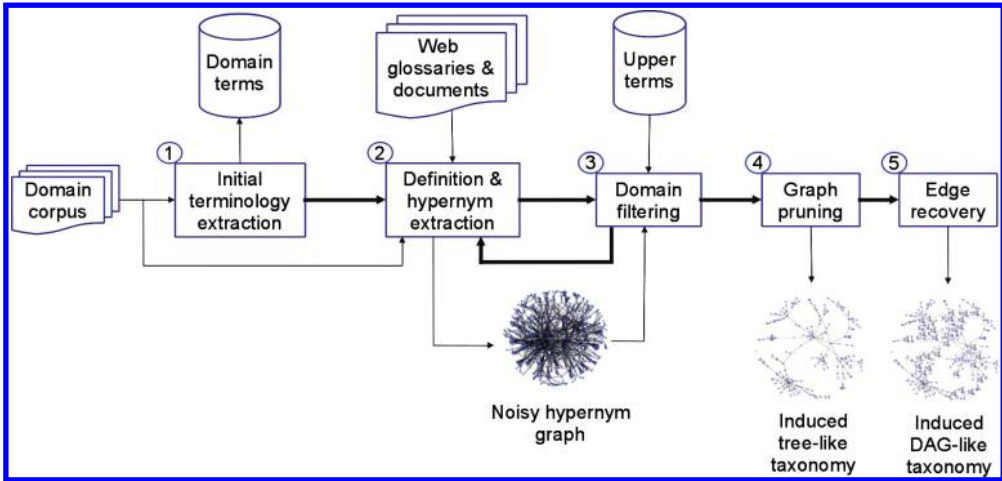 Domain
terms
Web
glossaries &
documents
Upper
terms
1
2
3
4
5
Domain
corpus
Initial
terminology
extraction
Definition &
hypernym
extraction
Domain
filtering
Graph
pruning
Edge
recovery
Noisy hypernym
graph
Induced
tree-like
taxonomy
Induced
DAG-like
taxonomy